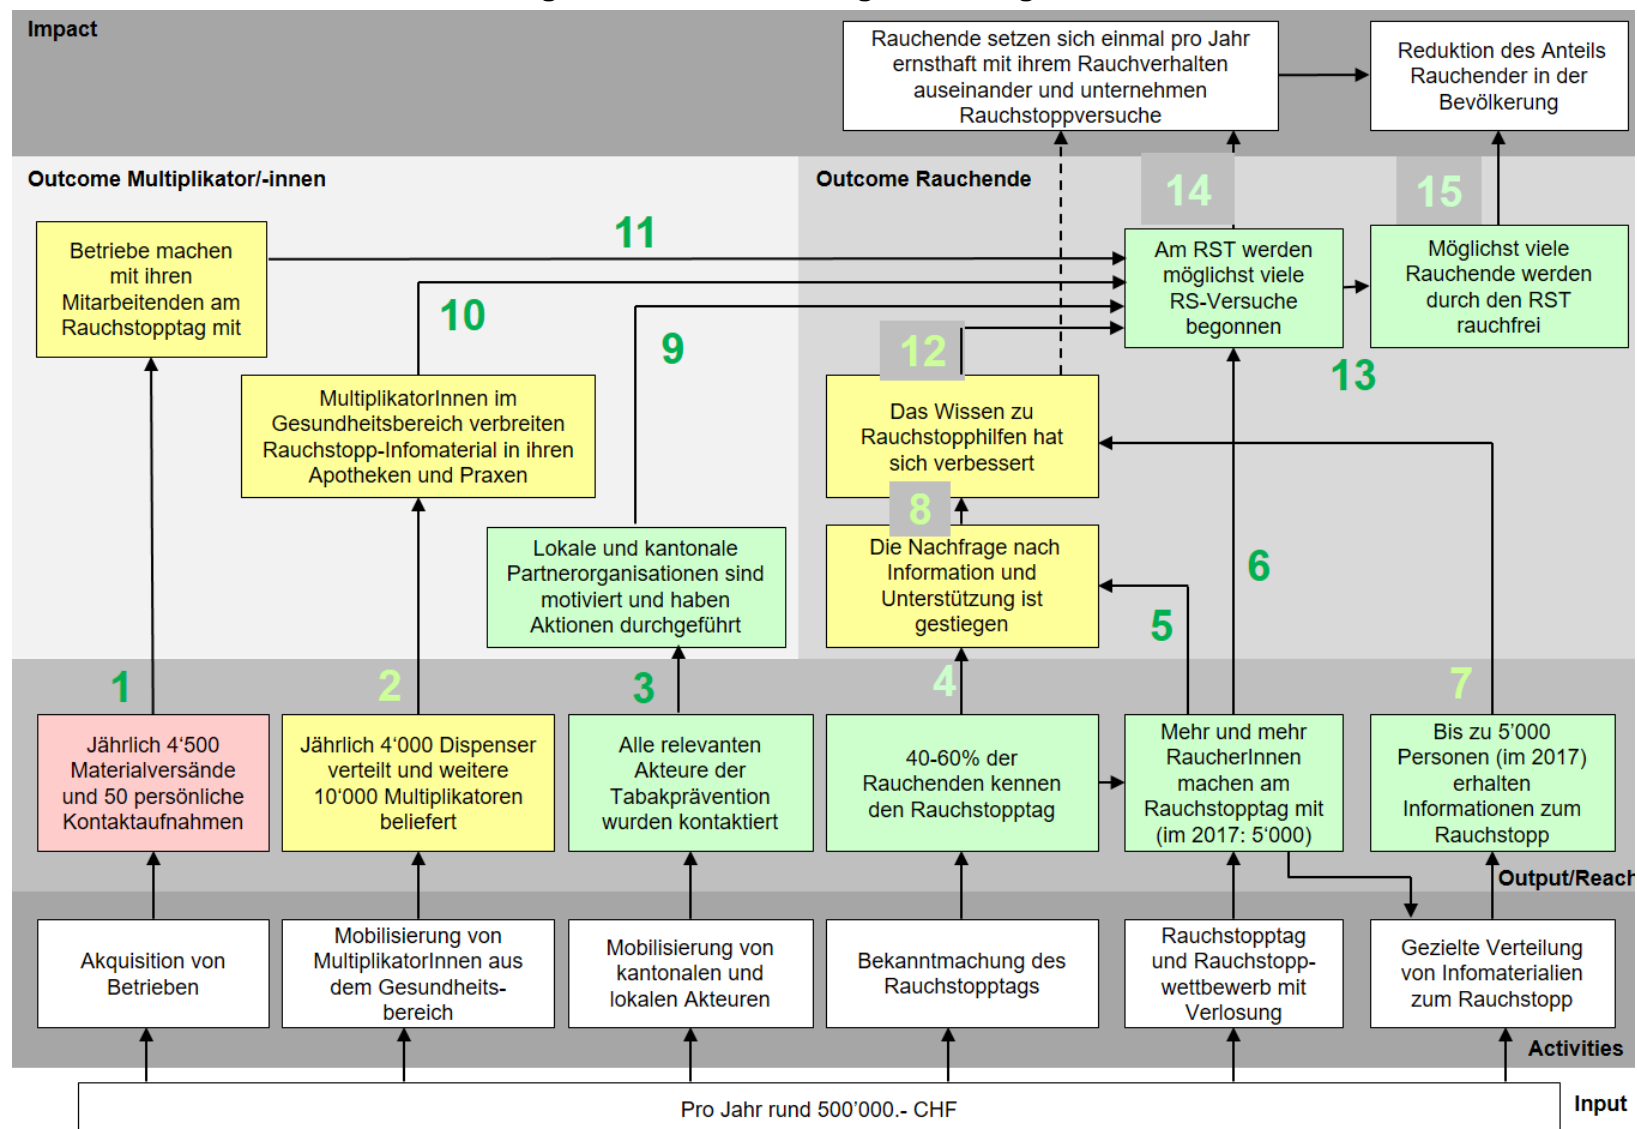 Impact
Rauchende setzen sich einmal pro Jahr
ernsthaft mit ihrem Rauchverhalten
auseinander und unternehmen
Rauchstoppversuche
Reduktion des Anteils
Rauchender in der
Bevölkerung
Outcome Multiplikator/-innen
Outcome Rauchende
14
15
Betriebe machen
mit ihren
Mitarbeitenden am
Rauchstopptag mit
11
Am RST werden
möglichst viele
RS-Versuche
begonnen
Möglichst viele
Rauchende werden
durch den RST
rauchfrei
10
9
12
13
MultiplikatorInnen im
Gesundheitsbereich verbreiten
Rauchstopp-Infomaterial in ihren
Apotheken und Praxen
Das Wissen zu
Rauchstopphilfen hat
sich verbessert
8
Lokale und kantonale
Partnerorganisationen sind
motiviert und haben
Aktionen durchgeführt
Die Nachfrage nach
Information und
Unterstützung ist
gestiegen
6
5
1
2
3
4
7
Jährlich 4‘500
Materialversände
und 50 persönliche
Kontaktaufnahmen
Jährlich 4‘000 Dispenser
verteilt und weitere
10‘000 Multiplikatoren
beliefert
Alle relevanten
Akteure der
Tabakprävention
wurden kontaktiert
40-60% der
Rauchenden kennen
den Rauchstopptag
Mehr und mehr
RaucherInnen
machen am
Rauchstopptag mit
(im 2017: 5‘000)
Bis zu 5’000
Personen (im 2017)
erhalten
Informationen zum
Rauchstopp
Output/Reach
Akquisition von
Betrieben
Mobilisierung von
MultiplikatorInnen aus
dem Gesundheits-
bereich
Mobilisierung von
kantonalen und
lokalen Akteuren
Bekanntmachung des
Rauchstopptags
Rauchstopptag
und Rauchstopp-
wettbewerb mit
Verlosung
Gezielte Verteilung
von Infomaterialien
zum Rauchstopp
Activities
Pro Jahr rund 500’000.- CHF
Input